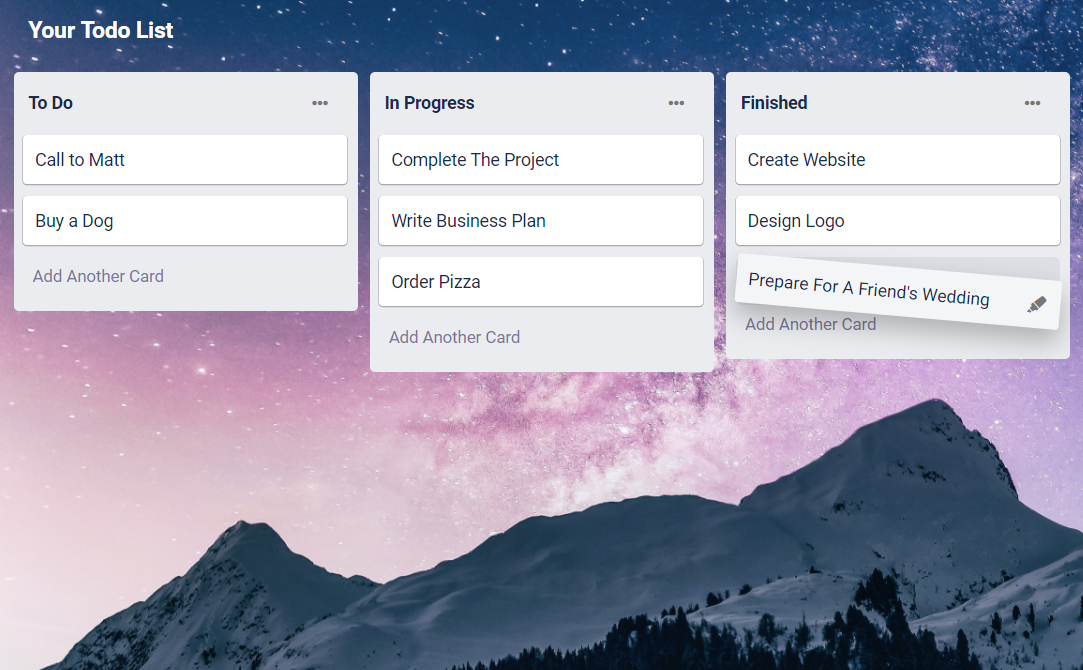 Your Todo List
To Do
Call to Matt
Buy a Dog
Add Another Card
In Progress
Complete The Project
Write Business Plan
Order Pizza
Add Another Card
Finished
Create Website
Design Logo
Prepare For A Friend's Wedding
Add Another Card